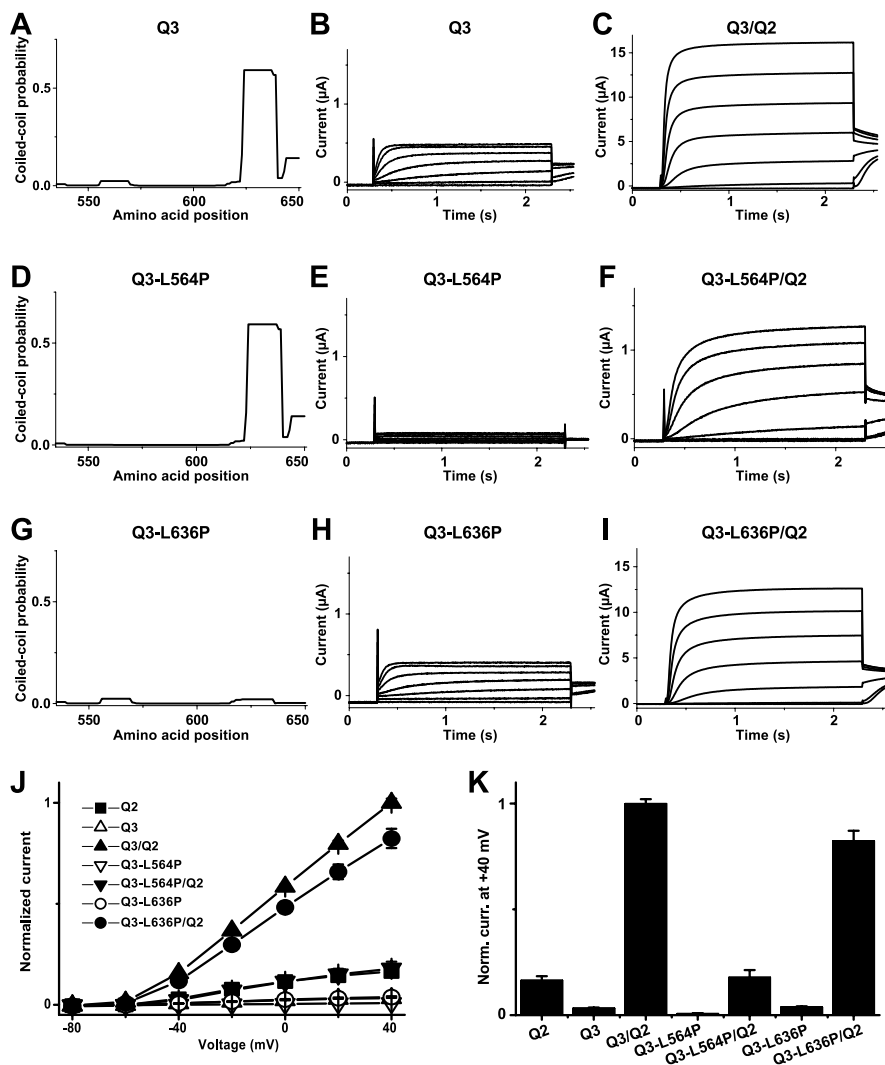 A
Q3
Coiled-coil probability
0.5
0.0
550
600
650
Amino acid position
B
Q3
Current (μA)
1
0
0
1
2
Time (s)
C
Q3/Q2
Current (μA)
15
10
5
0
0
1
2
Time (s)
D
Q3-L564P
Coiled-coil probability
0.5
0.0
550
600
650
Amino acid position
E
Q3-L564P
Current (μA)
1
0
0
1
2
Time (s)
F
Q3-L564P/Q2
Current (μA)
1
0
0
1
2
Time (s)
G
Q3-L636P
Coiled-coil probability
0.5
0.0
550
600
650
Amino acid position
H
Q3-L636P
Current (μA)
1
0
0
1
2
Time (s)
I
Q3-L636P/Q2
Current (μA)
15
10
5
0
0
1
2
Time (s)
J
Normalized current
1
0
Q2
Q3
Q3/Q2
Q3-L564P
Q3-L564P/Q2
Q3-L636P
Q3-L636P/Q2
-80
-40
0
40
Voltage (mV)
K
Norm. curr. at +40 mV
1
0
Q2
Q3
Q3/Q2
Q3-L564P
Q3-L564P/Q2
Q3-L636P
Q3-L636P/Q2